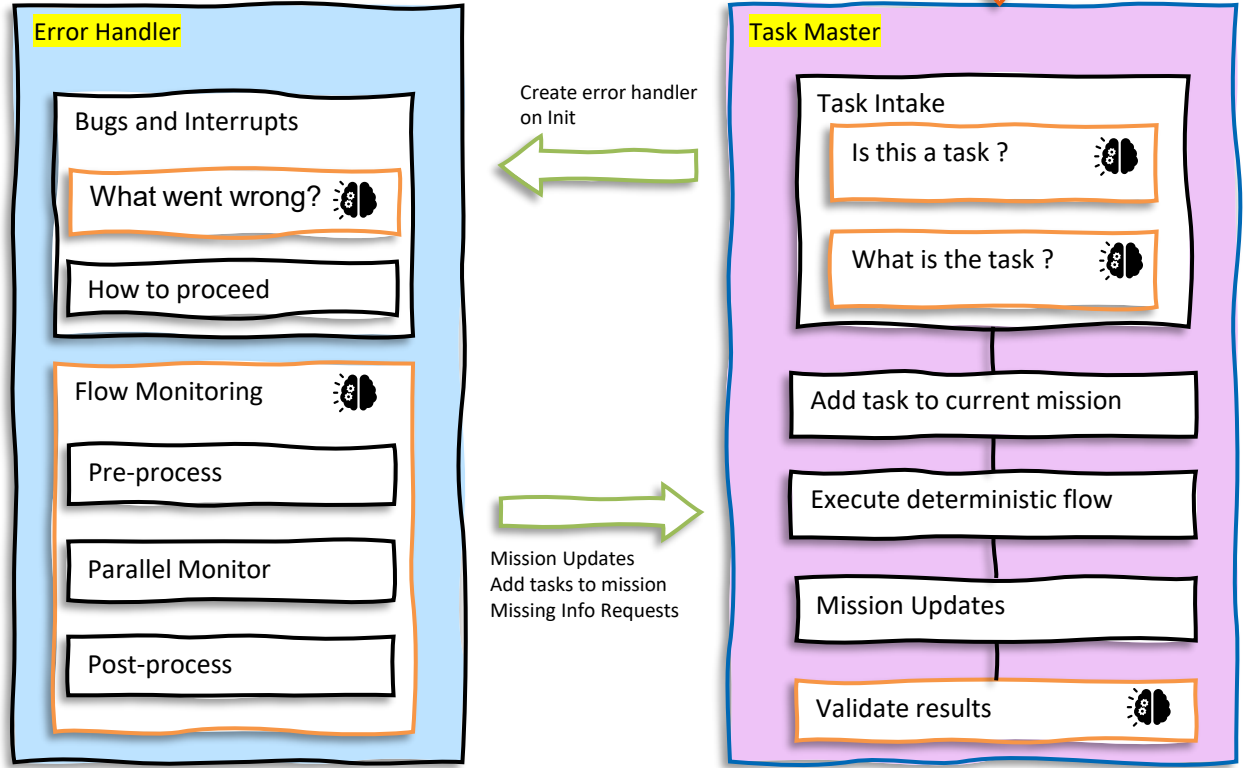 Error Handler
Bugs and Interrupts
What went wrong?
How to proceed
Flow Monitoring
Pre-process
Parallel Monitor
Post-process
Create error handler
on Init
Mission Updates
Add tasks to mission
Missing Info Requests
Task Master
Task Intake
Is this a task ?
What is the task ?
Add task to current mission
Execute deterministic flow
Mission Updates
Validate results